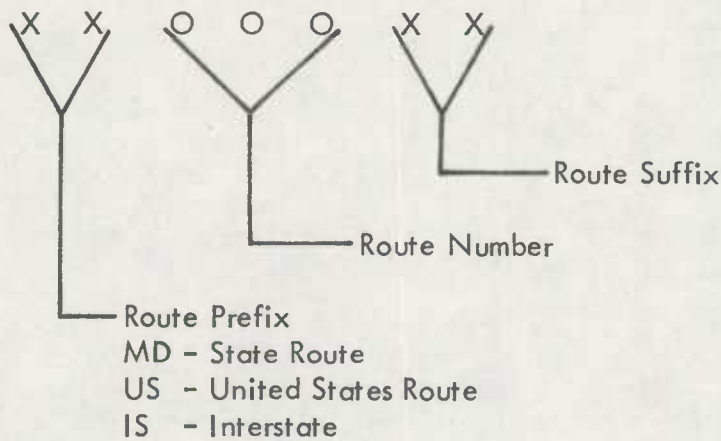 X X O O O X X
Route Suffix
Route Number
Route Prefix
MD - State Route
US - United States Route
IS - Interstate